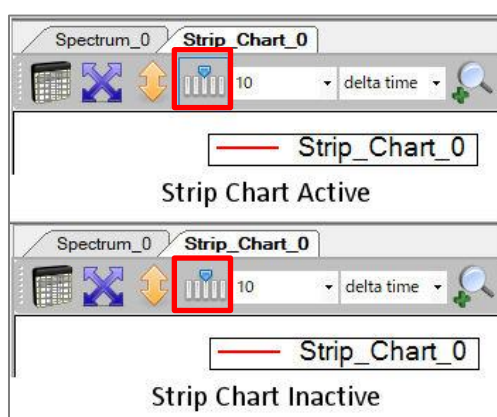 Spectrum_0 Strip_Chart_0
10 delta time
Strip_Chart_0
Strip Chart Active
Spectrum_0 Strip_Chart_0
10 delta time
Strip_Chart_0
Strip Chart Inactive